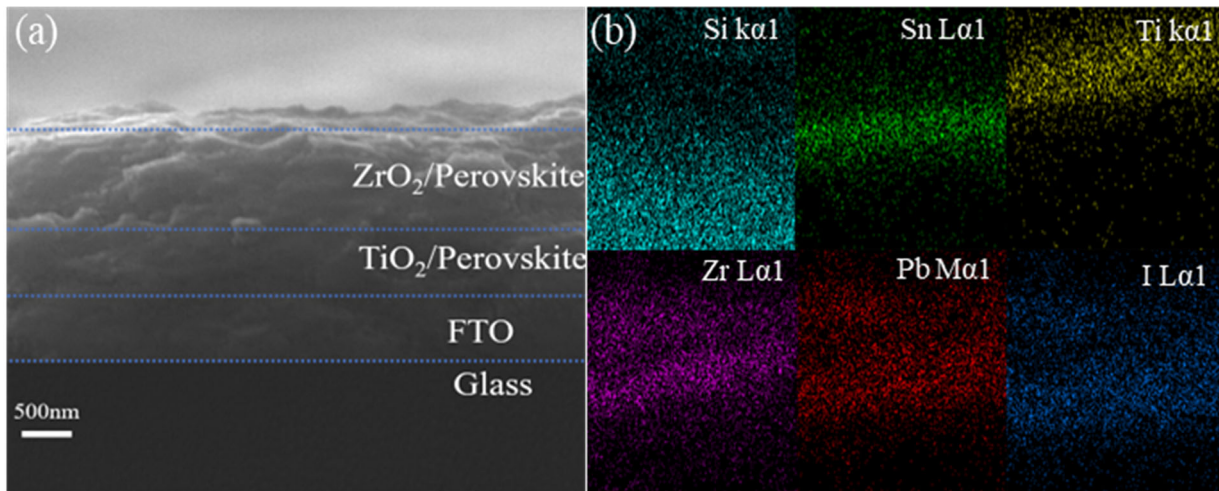 (a)
ZrO₂/Perovskite
TiO₂/Perovskite
FTO
Glass
500nm
(b)
Si kα1
Sn Lα1
Ti kα1
Zr Lα1
Pb Mα1
I Lα1